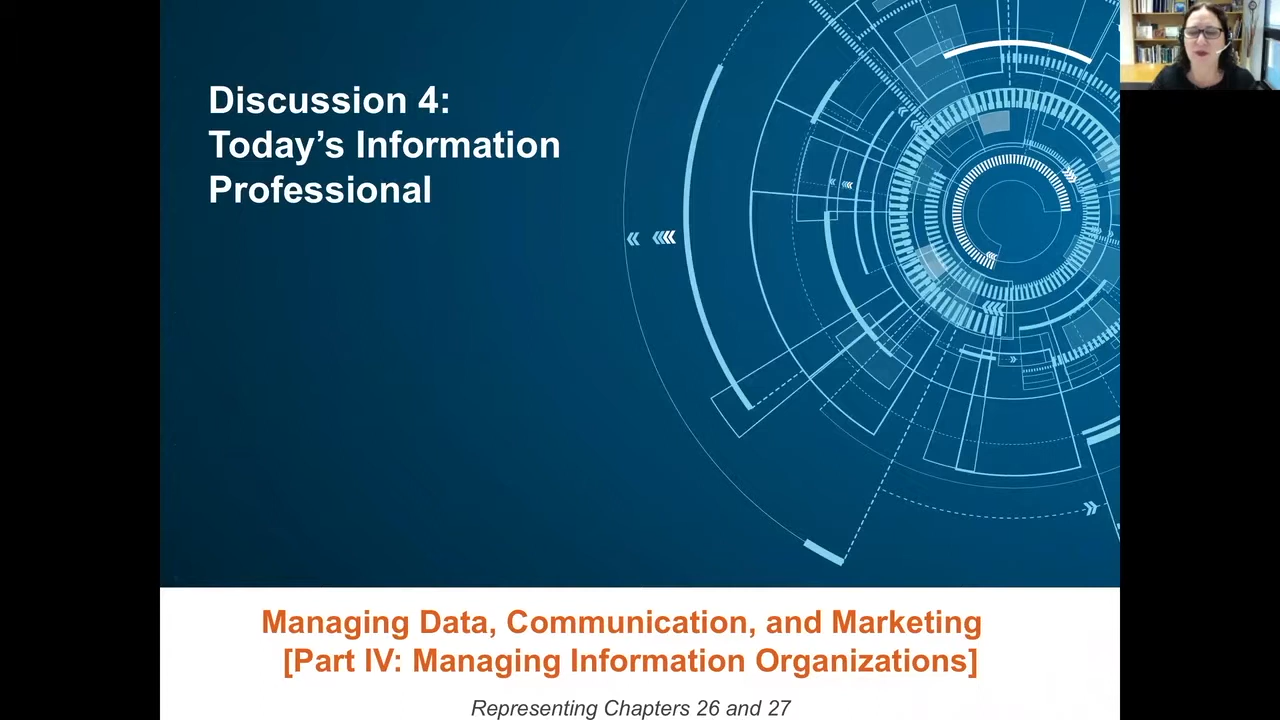 Discussion 4:
Today’s Information
Professional
Managing Data, Communication, and Marketing
[Part IV: Managing Information Organizations]
Representing Chapters 26 and 27